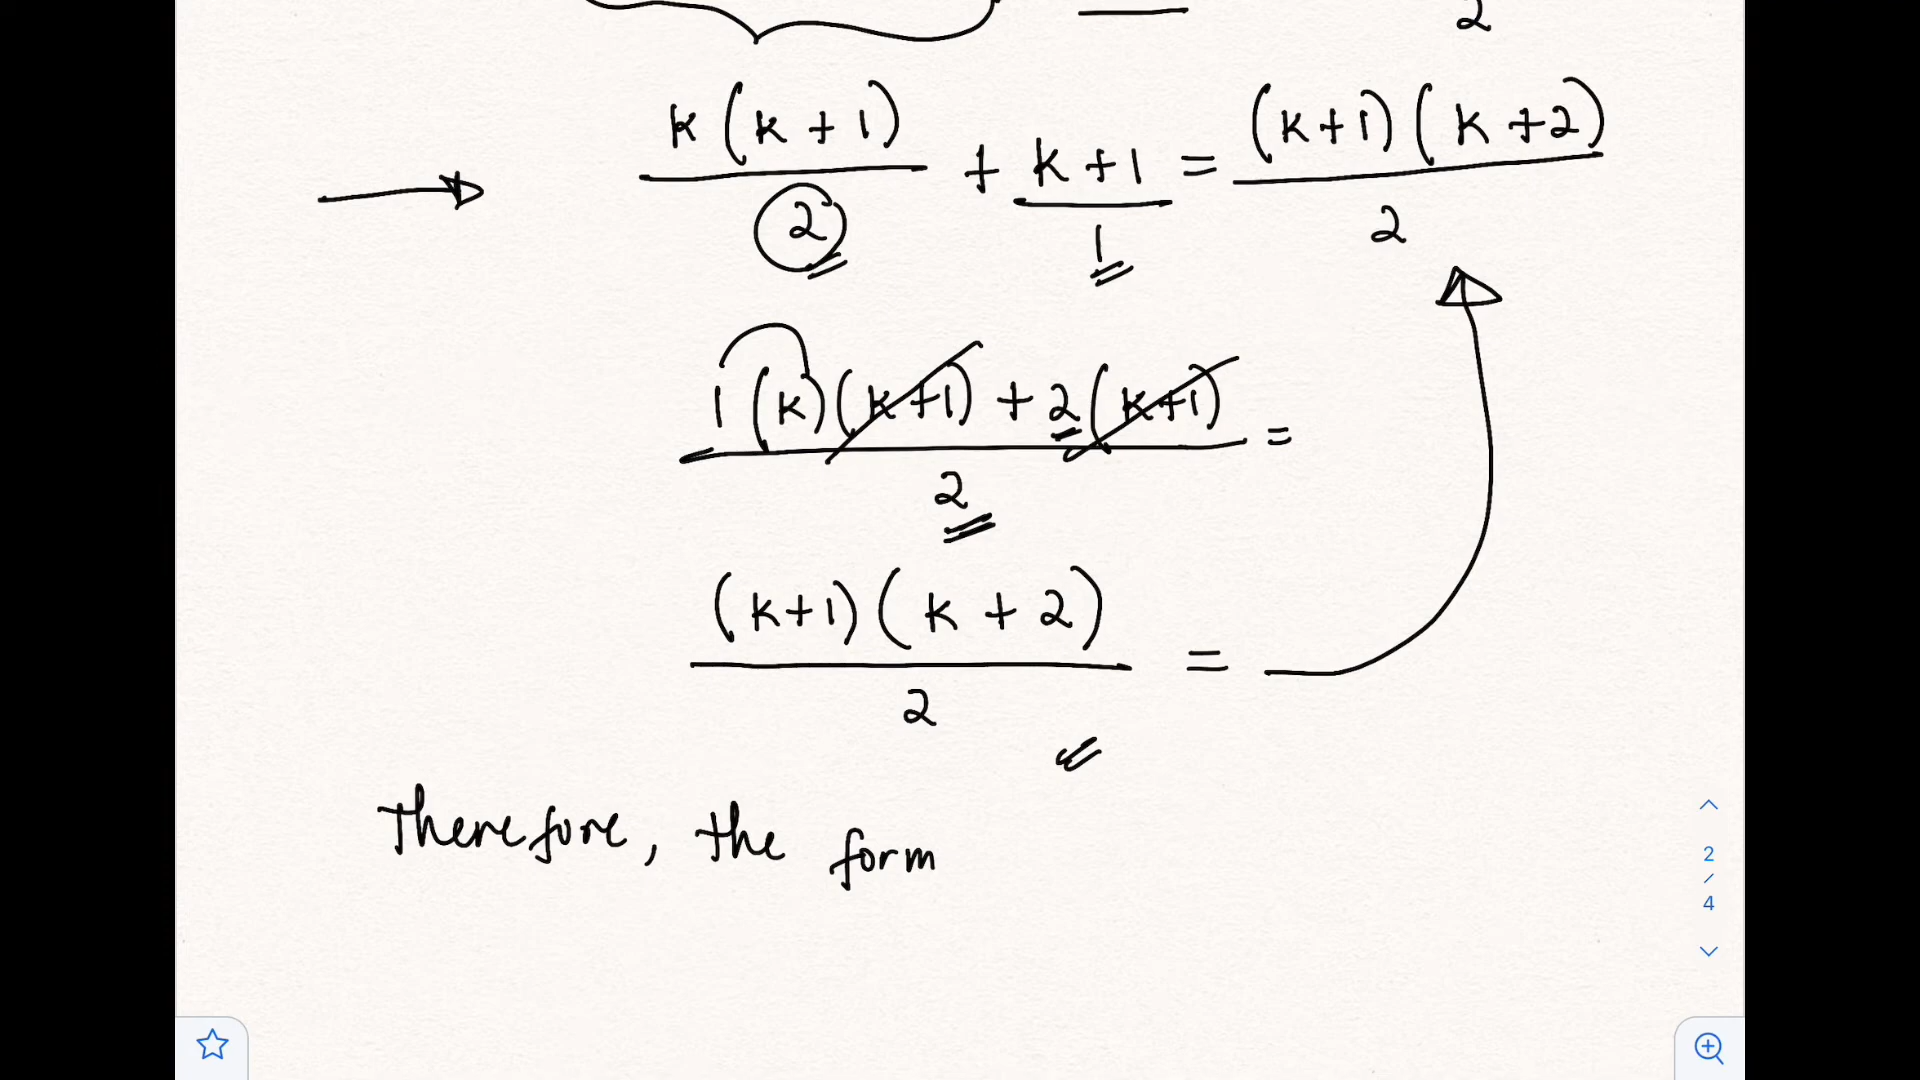 2
k(k+1)/2 + k+1/1 = (k+1)(k+2)/2
1(k)(k+1) + 2(k+1)/2 =
(k+1)(k+2)/2 =
Therefore, the form
2
/
4